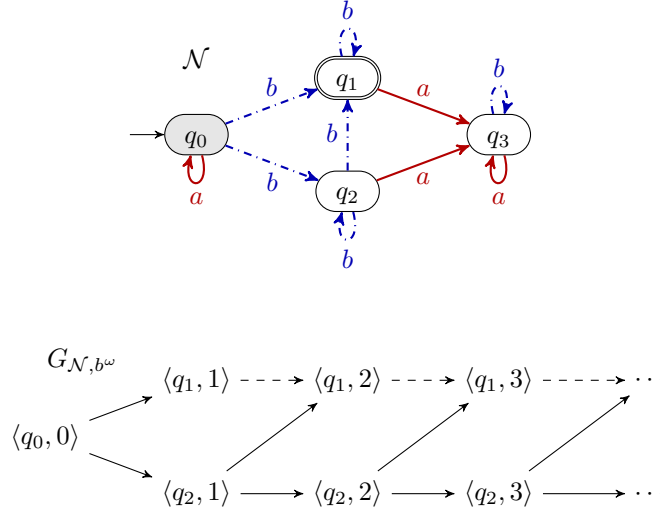 b
𝒩 q₁ b
b a
q₀ b q₃
b a
a q₂ a
b
G_{𝒩,b^ω} ⟨q₁, 1⟩ ⟨q₁, 2⟩ ⟨q₁, 3⟩ ··
⟨q₀, 0⟩
⟨q₂, 1⟩ ⟨q₂, 2⟩ ⟨q₂, 3⟩ ··